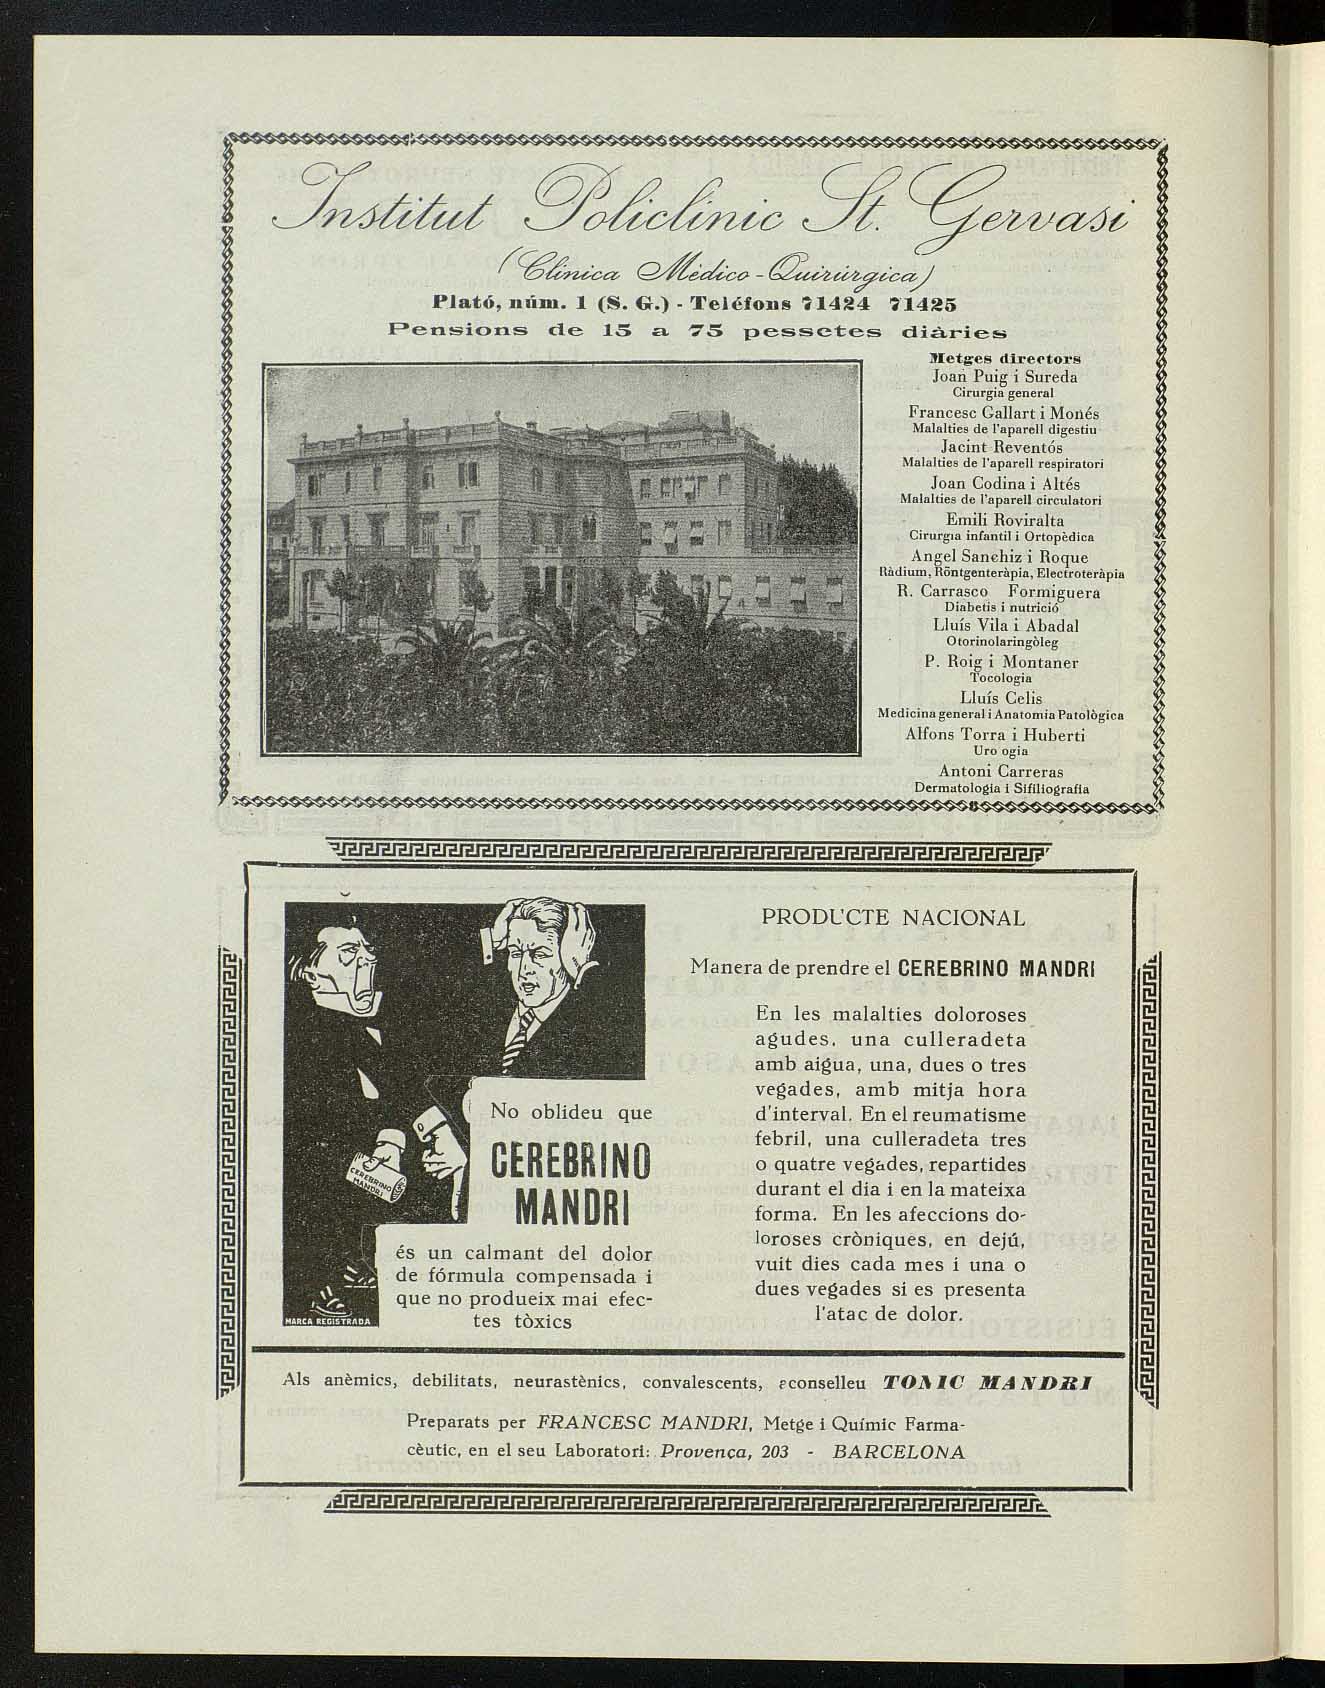 Institut Policlínic St. Gervasi
(Clínica Médico-Quirúrgica)
Plató, núm. 1 (S. G.) - Telèfons 71424 71425
Pensions de 15 a 75 pessetes diàries
Metges directors
Joan Puig i Sureda
Cirurgia general
Francesc Gallart i Monés
Malalties de l'aparell digestiu
Jacint Reventós
Malalties de l'aparell respiratori
Joan Codina i Altés
Malalties de l'aparell circulatori
Emili Roviralta
Cirurgia infantil i Ortopèdica
Angel Sanchiz i Roque
Ràdium, Röntgenteràpia, Electroteràpia
R. Carrasco Formiguera
Diabetis i nutrició
Lluís Vila i Abadal
Otorinolaringòleg
P. Roig i Montaner
Tocologia
Lluís Celis
Medicina general i Anatomia Patològica
Alfons Torra i Huberti
Uro ogia
Antoni Carreras
Dermatologia i Sifiliografia
CEREBRINO
MANDRI
MARCA REGISTRADA
No oblideu que
CEREBRINO
MANDRI
és un calmant del dolor
de fórmula compensada i
que no produeix mai efec-
tes tòxics
PRODUCTE NACIONAL
Manera de prendre el CEREBRINO MANDRI
En les malalties doloroses
agudes, una culleradeta
amb aigua, una, dues o tres
vegades, amb mitja hora
d'interval. En el reumatisme
febril, una culleradeta tres
o quatre vegades, repartides
durant el dia i en la mateixa
forma. En les afeccions do-
loroses cròniques, en dejú,
vuit dies cada mes i una o
dues vegades si es presenta
l'atac de dolor.
Als anèmics, debilitats, neurastènics, convalescents, aconselleu TONIC MANDRI
Preparats per FRANCESC MANDRI, Metge i Químic Farma-
cèutic, en el seu Laboratori: Provença, 203 - BARCELONA